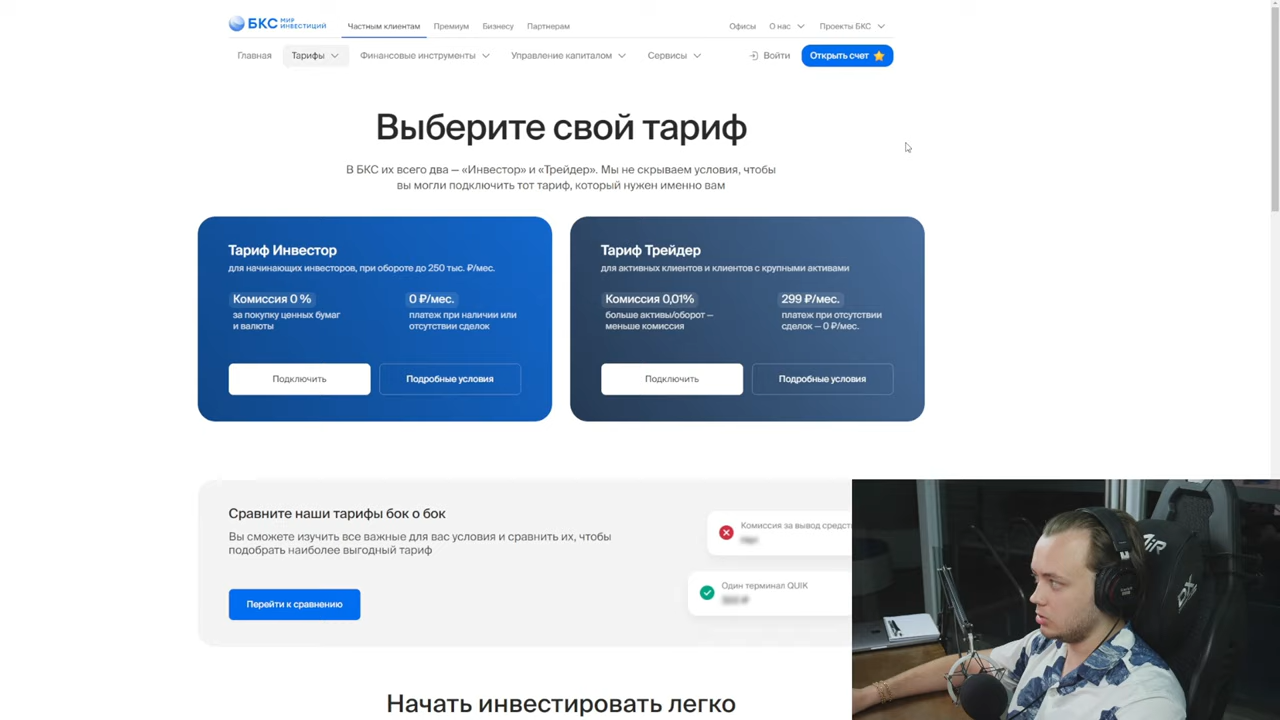 БКС МИР ИНВЕСТИЦИЙ
Частным клиентам Премиум Бизнесу Партнерам Офисы О нас Проекты БКС
Главная Тарифы Финансовые инструменты Управление капиталом Сервисы Войти Открыть счет
Выберите свой тариф
В БКС их всего два — «Инвестор» и «Трейдер». Мы не скрываем условия, чтобы
вы могли подключить тот тариф, который нужен именно вам
Тариф Инвестор
для начинающих инвесторов, при обороте до 250 тыс. ₽/мес.
Комиссия 0 %
за покупку ценных бумаг
и валюты
0 ₽/мес.
платеж при наличии или
отсутствии сделок
Подключить
Подробные условия
Тариф Трейдер
для активных клиентов и клиентов с крупными активами
Комиссия 0,01%
больше активы/оборот —
меньше комиссия
299 ₽/мес.
платеж при отсутствии
сделок — 0 ₽/мес.
Подключить
Подробные условия
Сравните наши тарифы бок о бок
Вы сможете изучить все важные для вас условия и сравнить их, чтобы
подобрать наиболее выгодный тариф
Перейти к сравнению
Комиссия за вывод средст
Один терминал QUIK
Начать инвестировать легко